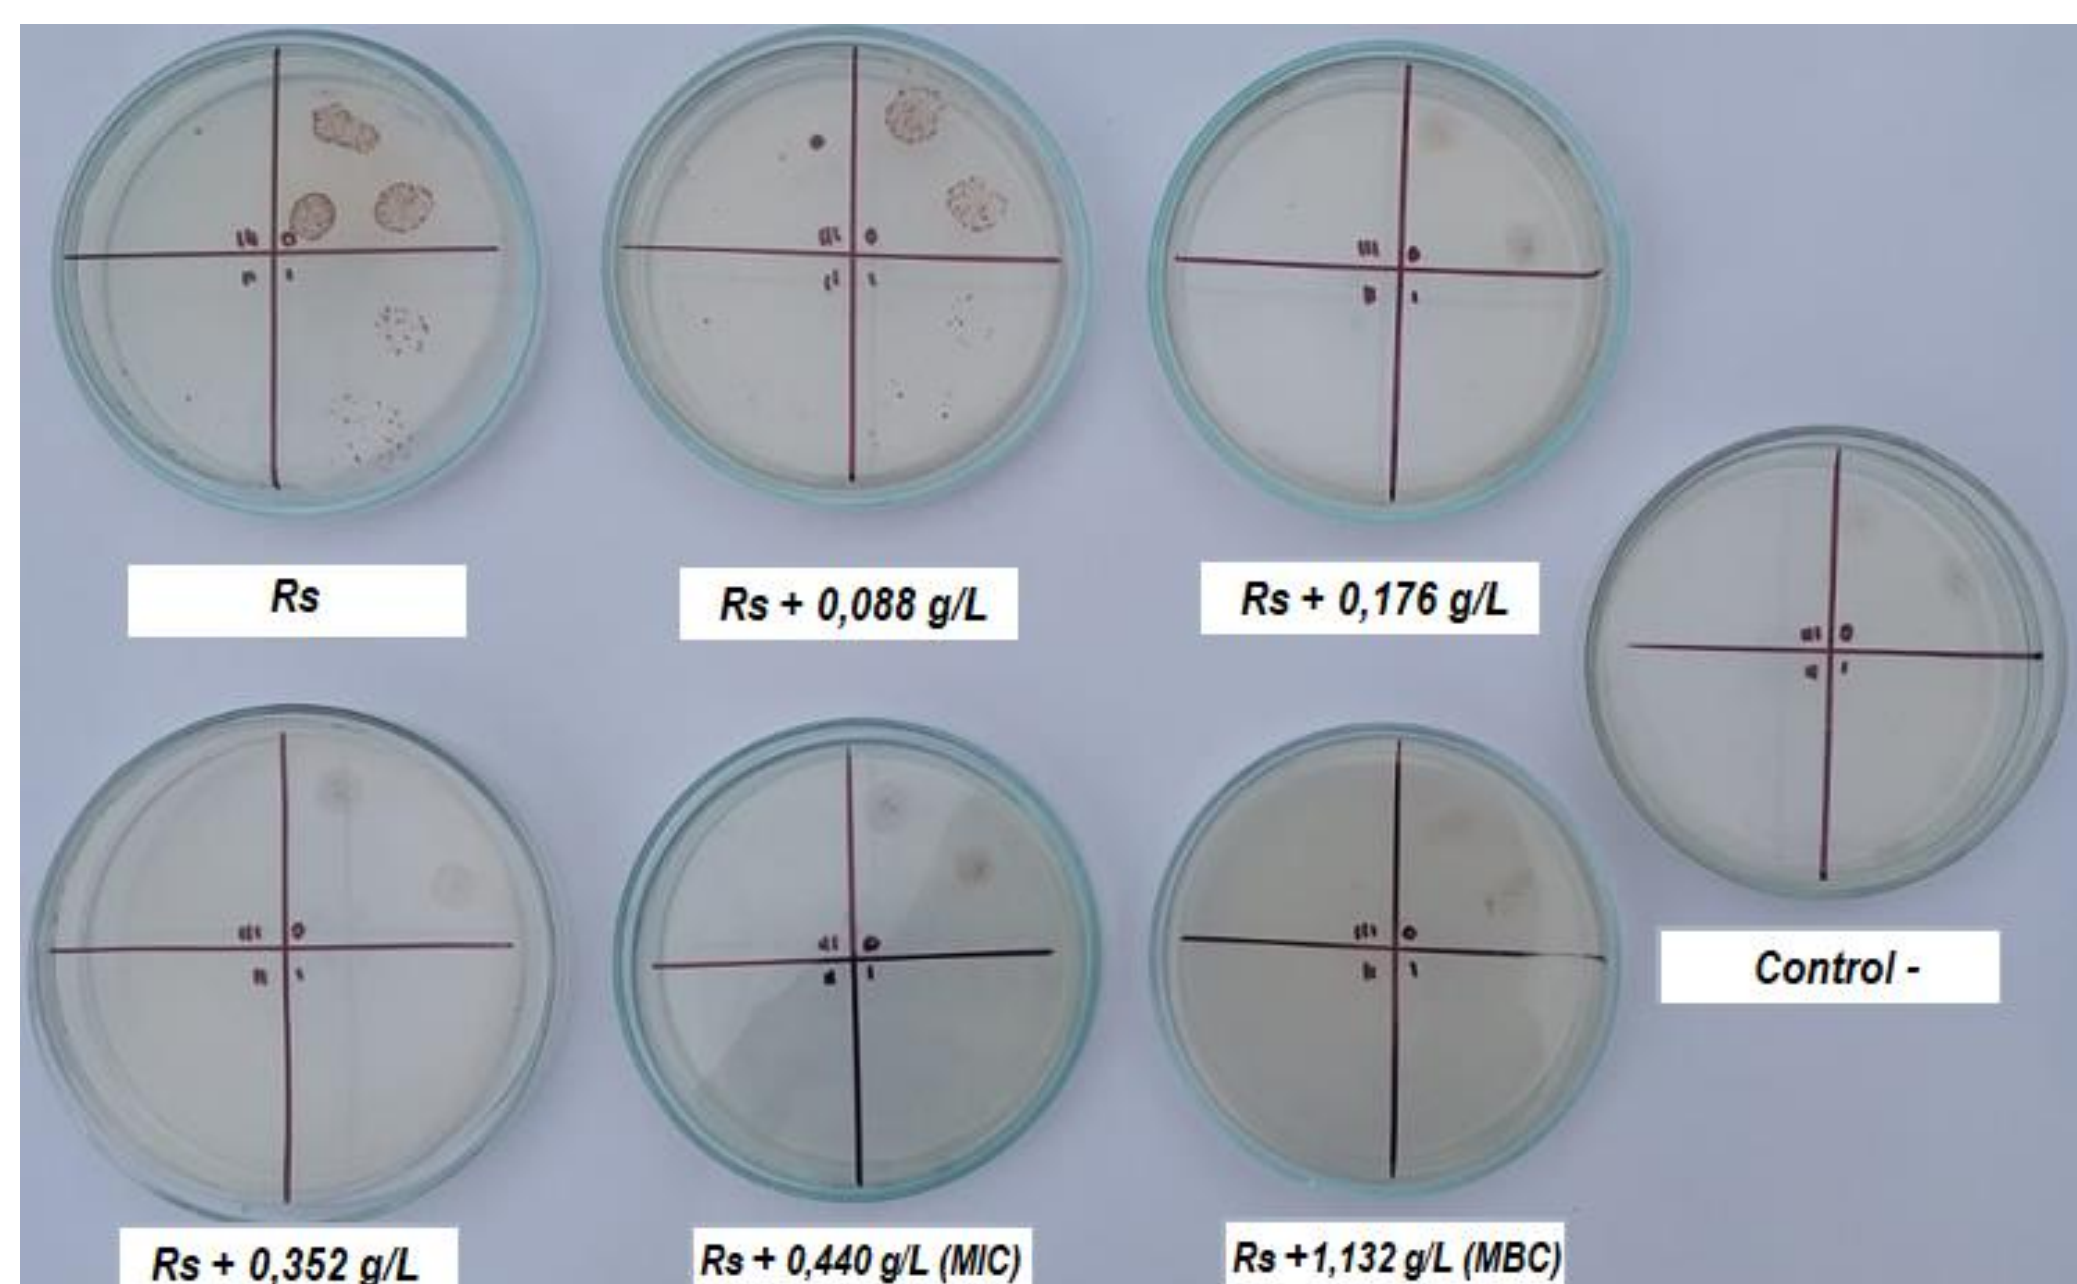 Rs
Rs + 0,088 g/L
Rs + 0,176 g/L
Control -
Rs + 0,352 g/L
Rs + 0,440 g/L (MIC)
Rs +1,132 g/L (MBC)